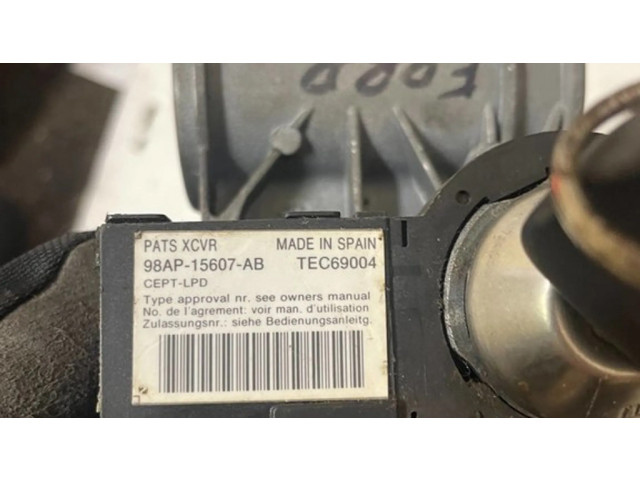 FORD
PATS XCVR MADE IN SPAIN
98AP-15607-AB TEC69004
CEPT-LPD
Type approval nr. see owners manual
No. de l'agrement: voir man. d'utilisation
Zulassungsnr.: siehe Bedienungsanleitg.